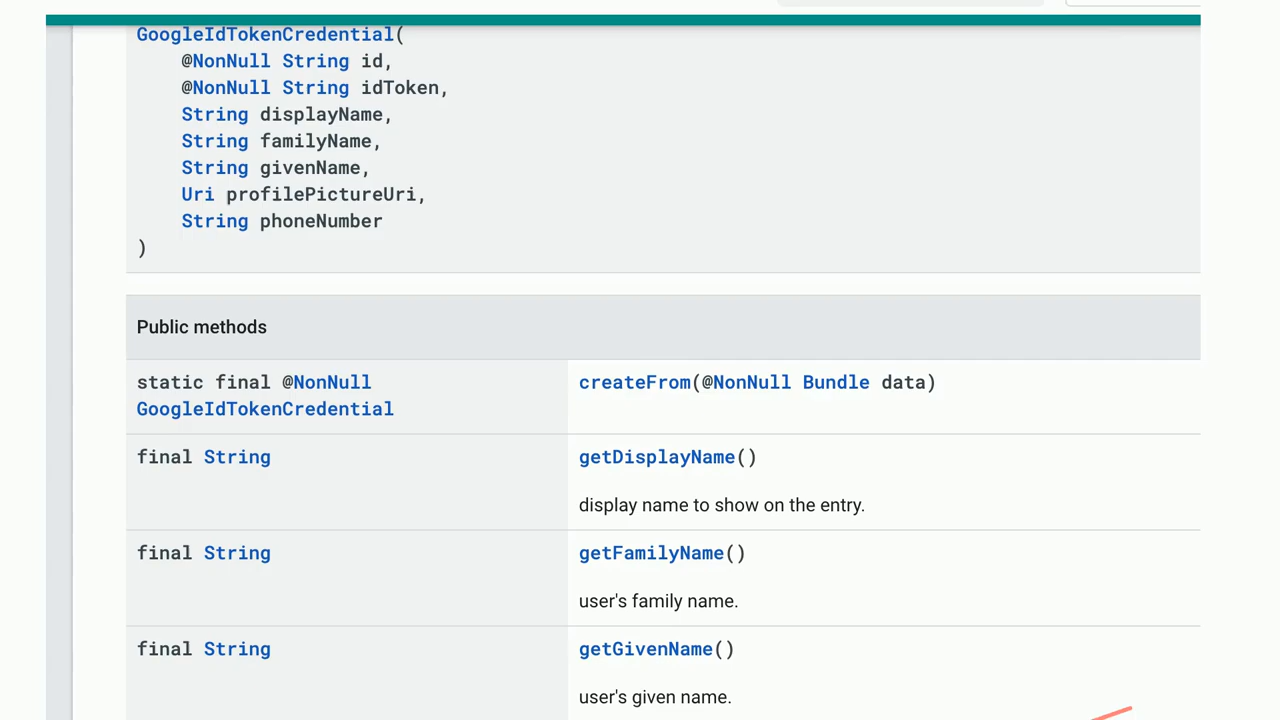 GoogleIdTokenCredential(
@NonNull String id,
@NonNull String idToken,
String displayName,
String familyName,
String givenName,
Uri profilePictureUri,
String phoneNumber
)
Public methods
static final @NonNull
GoogleIdTokenCredential
createFrom(@NonNull Bundle data)
final String
getDisplayName()
display name to show on the entry.
final String
getFamilyName()
user's family name.
final String
getGivenName()
user's given name.